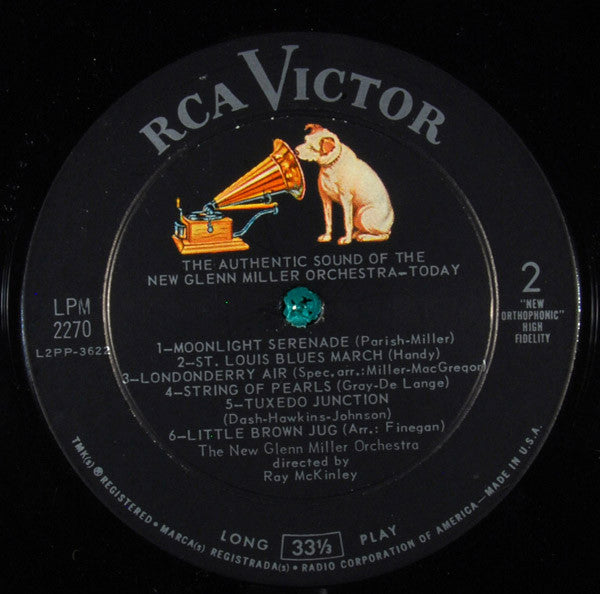 RCA VICTOR
THE AUTHENTIC SOUND OF THE
NEW GLENN MILLER ORCHESTRA—TODAY
LPM
2270
L2PP-3622
2
"NEW
ORTHOPHONIC"
HIGH
FIDELITY
1—MOONLIGHT SERENADE (Parish-Miller)
2—ST. LOUIS BLUES MARCH (Handy)
3—LONDONDERRY AIR (Spec. arr.: Miller-MacGregor)
4—STRING OF PEARLS (Gray-De Lange)
5—TUXEDO JUNCTION
(Dash-Hawkins-Johnson)
6—LITTLE BROWN JUG (Arr.: Finegan)
The New Glenn Miller Orchestra
directed by
Ray McKinley
LONG 33⅓ PLAY
TMK(s) ® REGISTERED • MARCA(s) REGISTRADA(s) • RADIO CORPORATION OF AMERICA—MADE IN U.S.A.